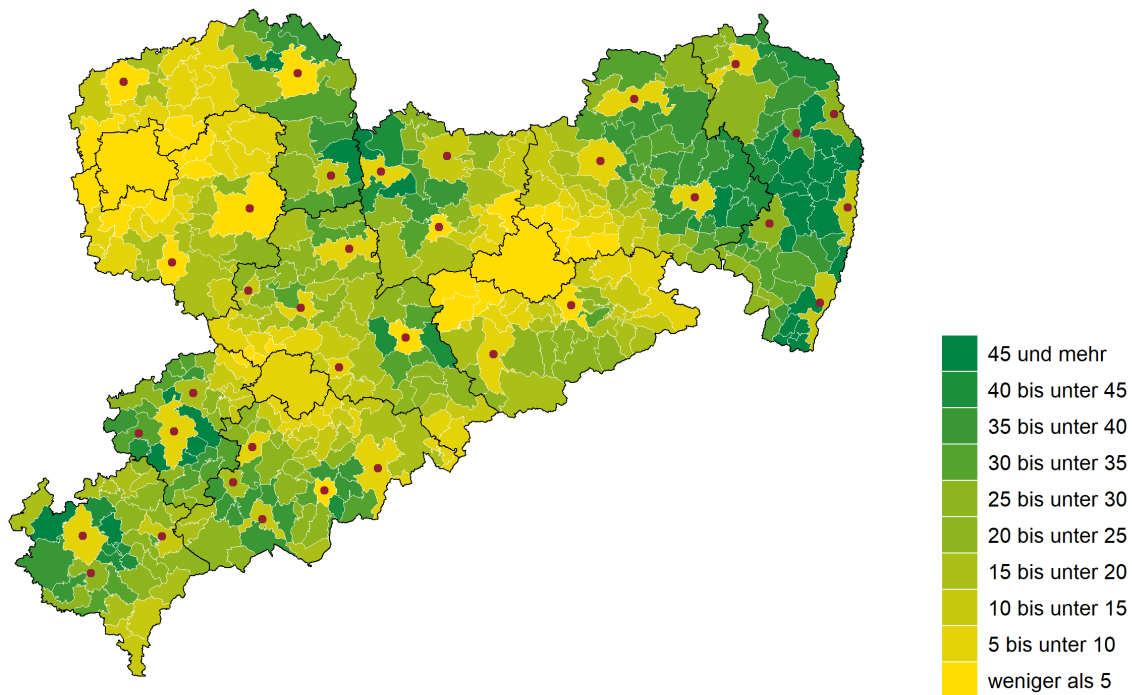 45 und mehr
40 bis unter 45
35 bis unter 40
30 bis unter 35
25 bis unter 30
20 bis unter 25
15 bis unter 20
10 bis unter 15
5 bis unter 10
weniger als 5